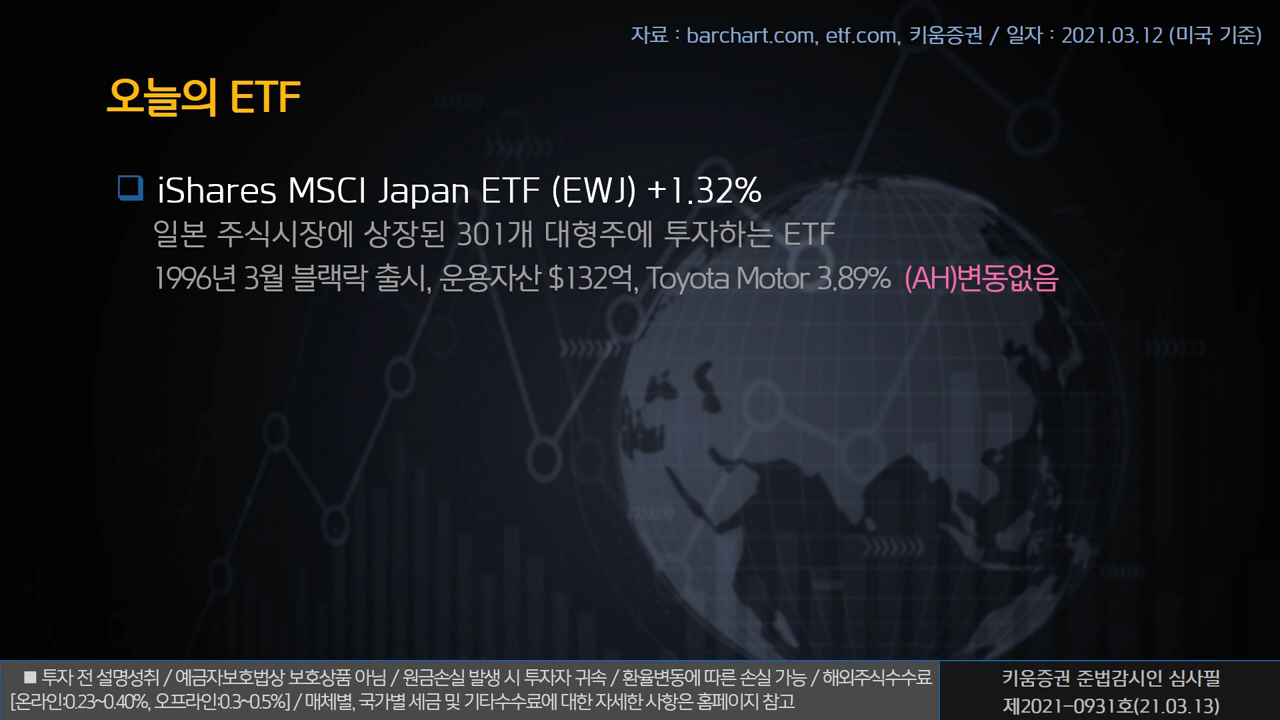 자료 : barchart.com, etf.com, 키움증권 / 일자 : 2021.03.12 (미국 기준)
오늘의 ETF
❏ iShares MSCI Japan ETF (EWJ) +1.32%
일본 주식시장에 상장된 301개 대형주에 투자하는 ETF
1996년 3월 블랙락 출시, 운용자산 $132억, Toyota Motor 3.89% (AH)변동없음
■ 투자 전 설명성취 / 예금자보호법상 보호상품 아님 / 원금손실 발생 시 투자자 귀속 / 환율변동에 따른 손실 가능 / 해외주식수수료
[온라인:0.23~0.40%, 오프라인:0.3~0.5%] / 매체별, 국가별 세금 및 기타수수료에 대한 자세한 사항은 홈페이지 참고
키움증권 준법감시인 심사필
제2021-0931호(21.03.13)